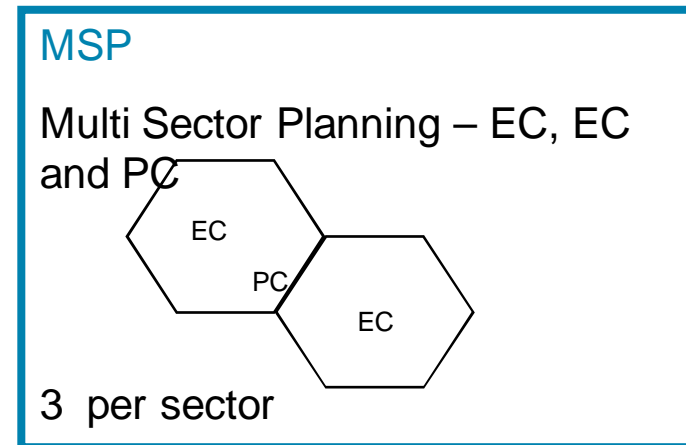 MSP
Multi Sector Planning – EC, EC
and PC
EC
PC
EC
3 per sector